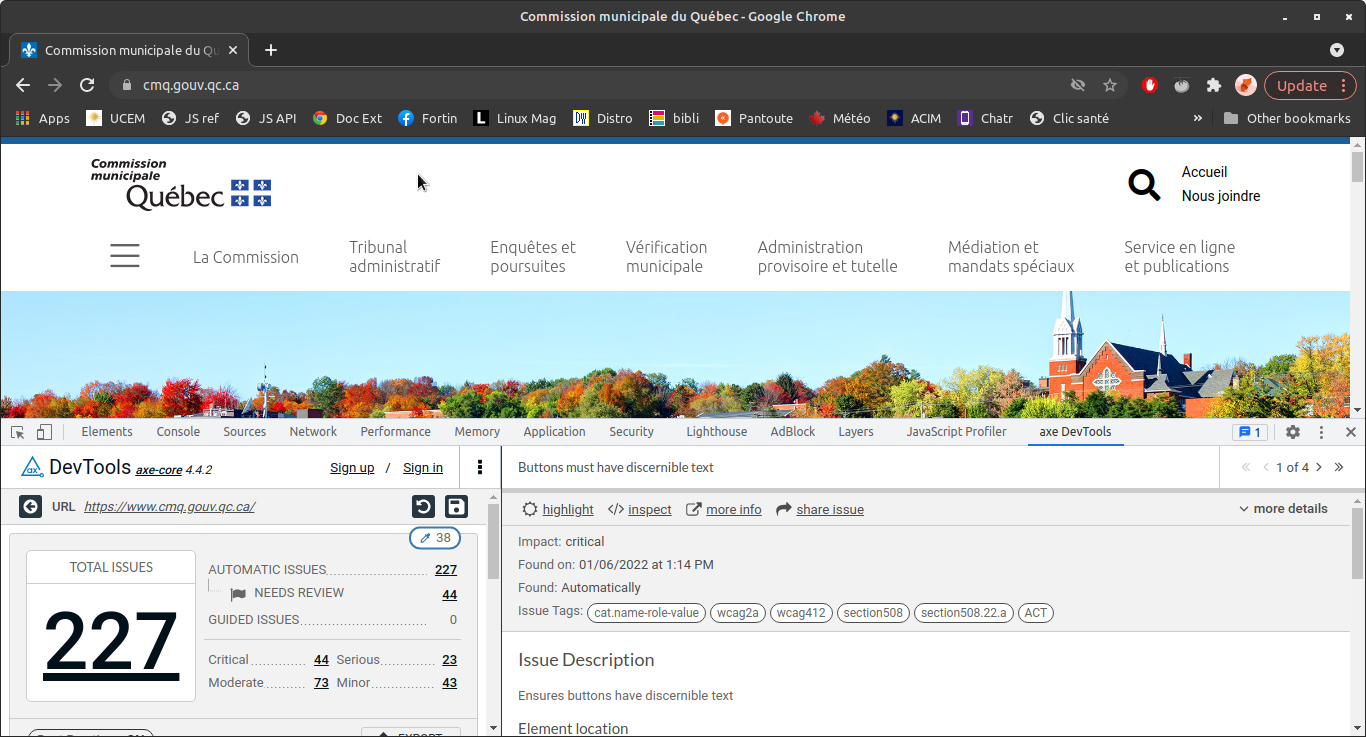 Commission municipale du Québec - Google Chrome
Commission municipale du Qu
cmq.gouv.qc.ca
Update
Apps UCEM JS ref JS API Doc Ext Fortin Linux Mag Distro bibli Pantoute Météo ACIM Chatr Clic santé » Other bookmarks
Commission
municipale
Québec
Accueil
Nous joindre
La Commission
Tribunal
administratif
Enquêtes et
poursuites
Vérification
municipale
Administration
provisoire et tutelle
Médiation et
mandats spéciaux
Service en ligne
et publications
Elements Console Sources Network Performance Memory Application Security Lighthouse AdBlock Layers JavaScript Profiler axe DevTools 1
DevTools axe-core 4.4.2 Sign up / Sign in
URL https://www.cmq.gouv.qc.ca/
38
TOTAL ISSUES
227
AUTOMATIC ISSUES 227
NEEDS REVIEW 44
GUIDED ISSUES 0
Critical 44 Serious 23
Moderate 73 Minor 43
Buttons must have discernible text
1 of 4
highlight </> inspect more info share issue more details
Impact: critical
Found on: 01/06/2022 at 1:14 PM
Found: Automatically
Issue Tags: cat.name-role-value wcag2a wcag412 section508 section508.22.a ACT
Issue Description
Ensures buttons have discernible text
Element location